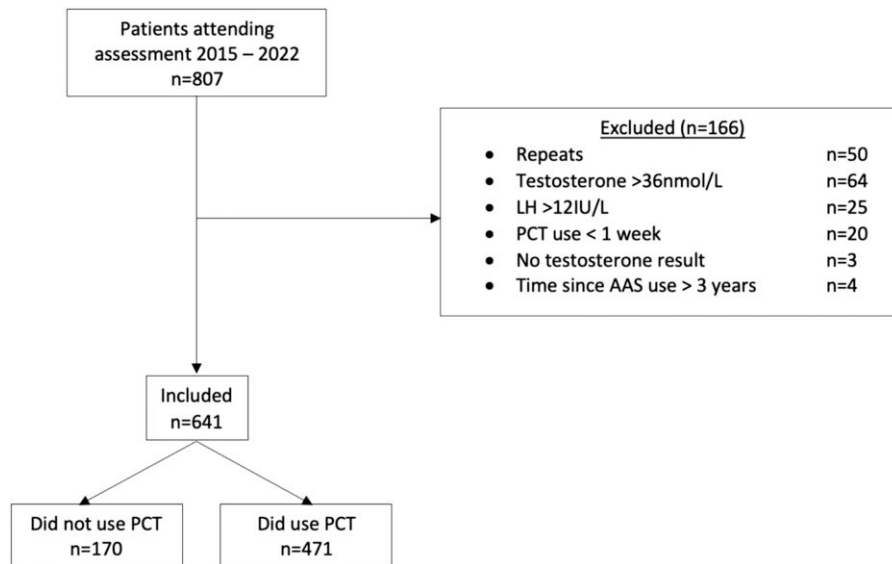 Patients attending
assessment 2015 – 2022
n=807
Excluded (n=166)
• Repeats n=50
• Testosterone >36nmol/L n=64
• LH >12IU/L n=25
• PCT use < 1 week n=20
• No testosterone result n=3
• Time since AAS use > 3 years n=4
Included
n=641
Did not use PCT
n=170
Did use PCT
n=471